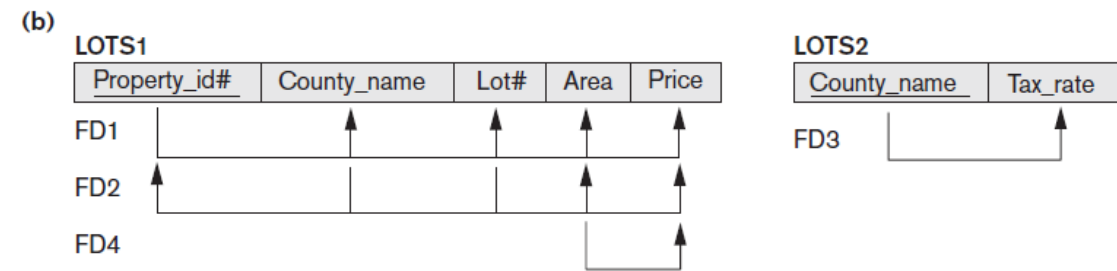 (b)
LOTS1
Property_id# County_name Lot# Area Price
FD1
FD2
FD4
LOTS2
County_name Tax_rate
FD3